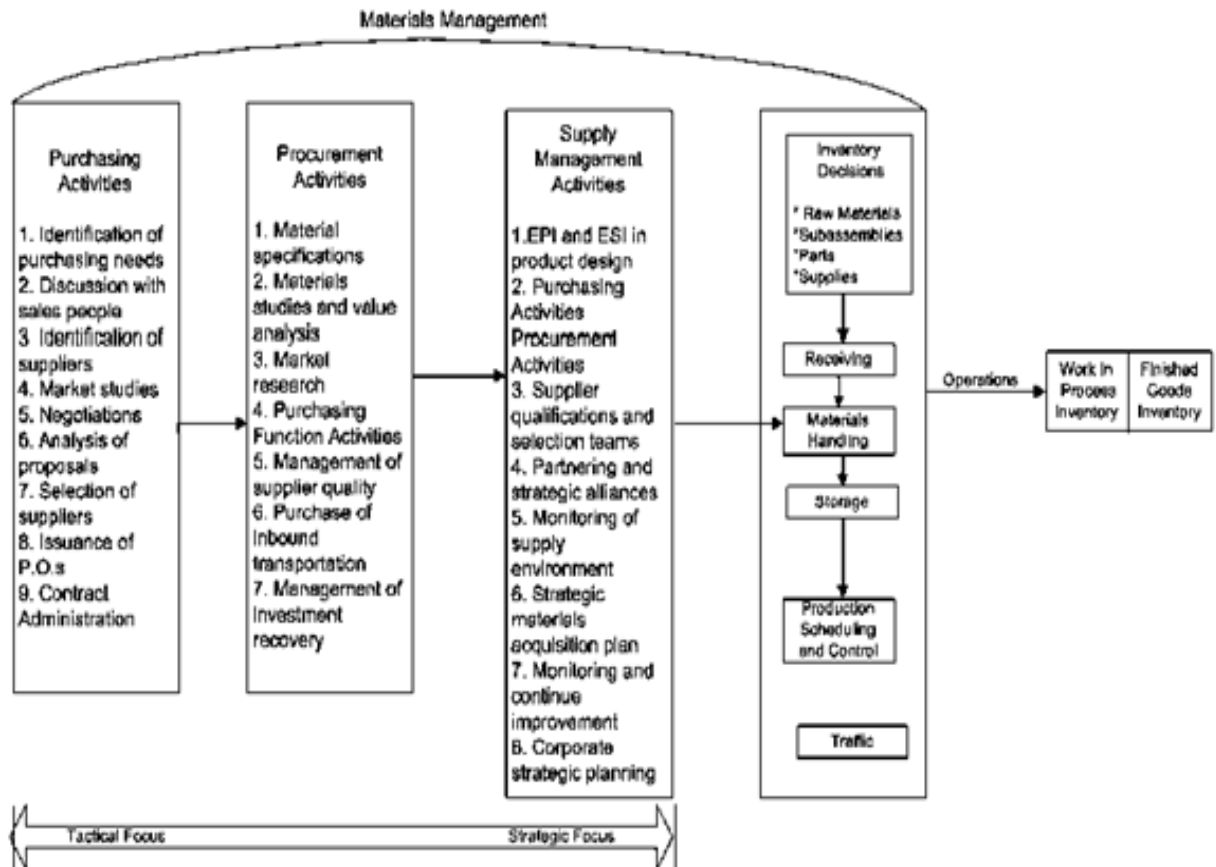 Materials Management
Purchasing
Activities
1. Identification of
purchasing needs
2. Discussion with
sales people
3 Identification of
suppliers
4. Market studies
5. Negotiations
6. Analysis of
proposals
7. Selection of
suppliers
8. Issuance of
P.O.s
9. Contract
Administration
Procurement
Activities
1. Material
specifications
2. Materials
studies and value
analysis
3. Market
research
4. Purchasing
Function Activities
5. Management of
supplier quality
6. Purchase of
Inbound
transportation
7. Management of
Investment
recovery
Supply
Management
Activities
1.EPI and ESI in
product design
2. Purchasing
Activities
Procurement
Activities
3. Supplier
qualifications and
selection teams
4. Partnering and
strategic alliances
5. Monitoring of
supply
environment
6. Strategic
materials
acquisition plan
7. Monitoring and
continue
improvement
8. Corporate
strategic planning
Inventory
Decisions
* Raw Materials
*Subassemblies
*Parts
*Supplies
Receiving
Materials
Handling
Storage
Production
Scheduling
and Control
Traffic
Operations
Work In
Process
Inventory
Finished
Goods
Inventory
Tactical Focus
Strategic Focus